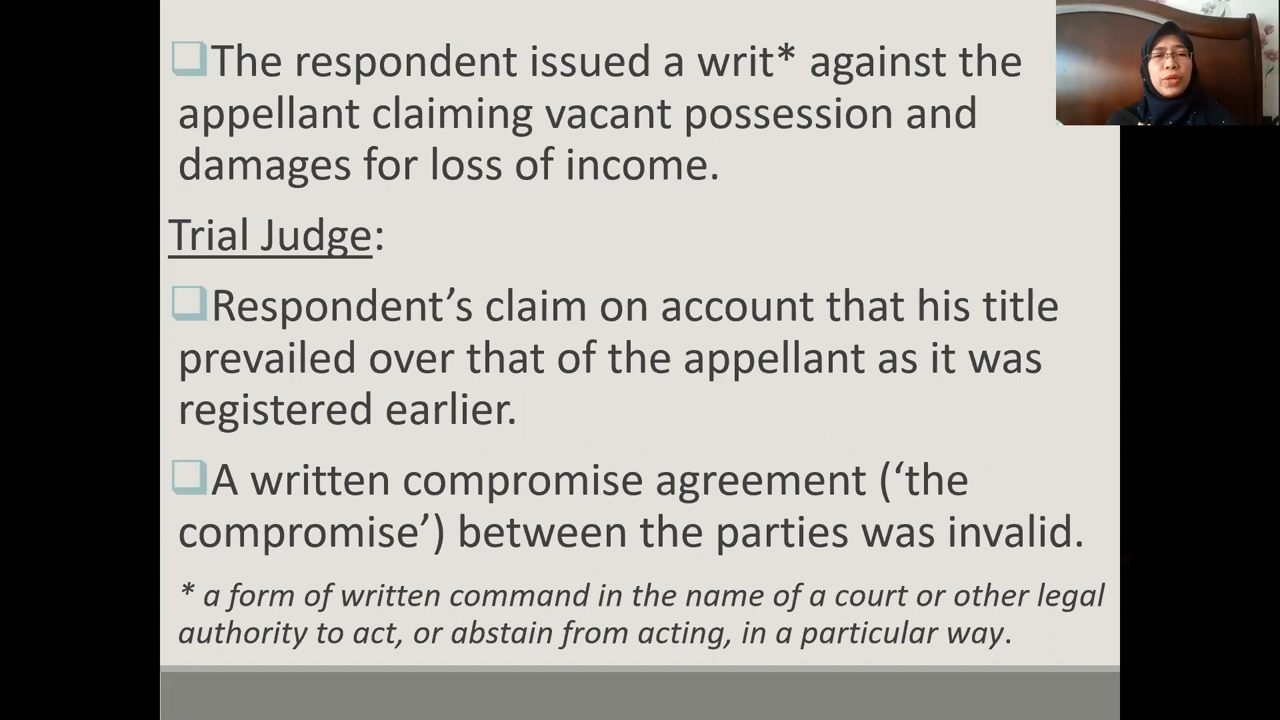 ❑The respondent issued a writ* against the
appellant claiming vacant possession and
damages for loss of income.
Trial Judge:
❑Respondent’s claim on account that his title
prevailed over that of the appellant as it was
registered earlier.
❑A written compromise agreement (‘the
compromise’) between the parties was invalid.
* a form of written command in the name of a court or other legal
authority to act, or abstain from acting, in a particular way.